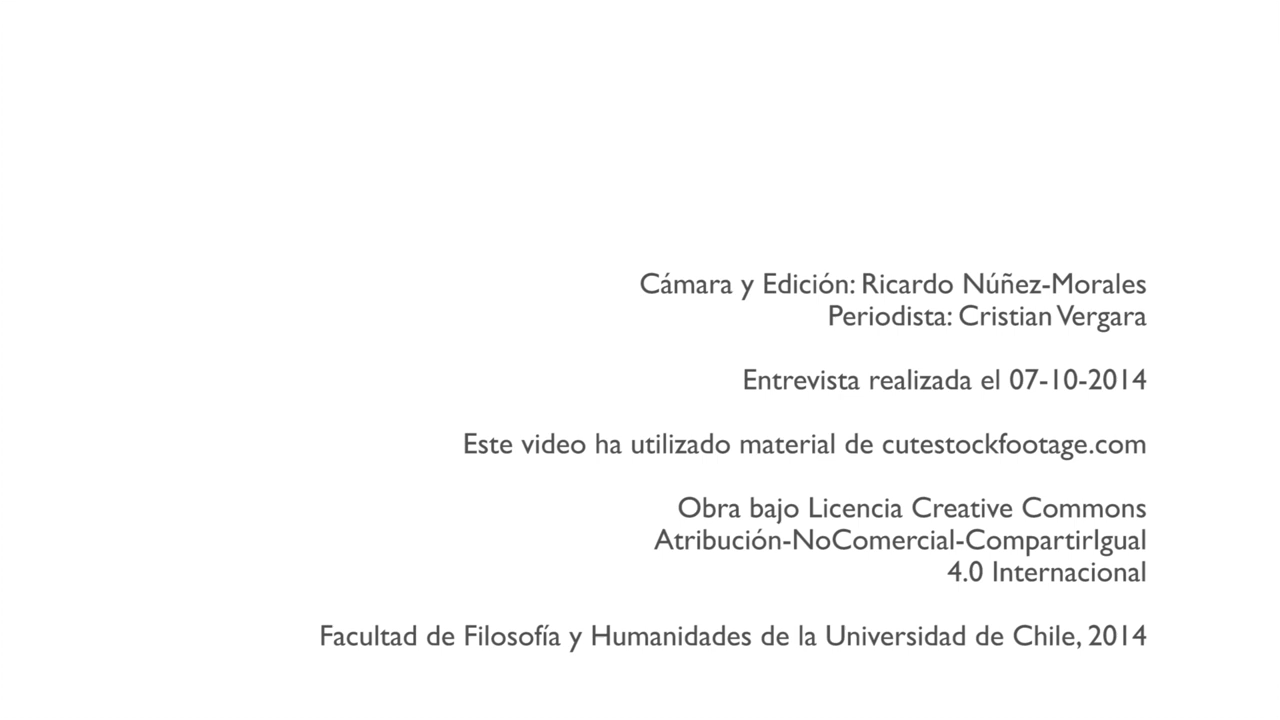 Cámara y Edición: Ricardo Núñez-Morales
Periodista: Cristian Vergara
Entrevista realizada el 07-10-2014
Este video ha utilizado material de cutestockfootage.com
Obra bajo Licencia Creative Commons
Atribución-NoComercial-CompartirIgual
4.0 Internacional
Facultad de Filosofía y Humanidades de la Universidad de Chile, 2014